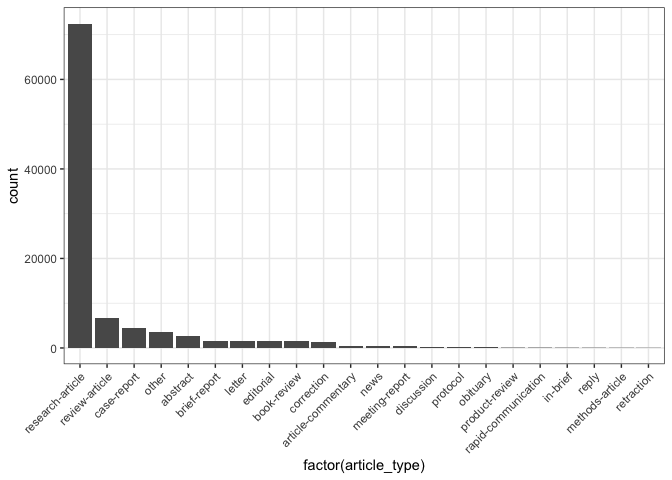 60000
40000
20000
0
count
research-article
review-article
case-report
other
abstract
brief-report
letter
editorial
book-review
correction
article-commentary
news
meeting-report
discussion
protocol
obituary
product-review
rapid-communication
in-brief
reply
methods-article
retraction
factor(article_type)